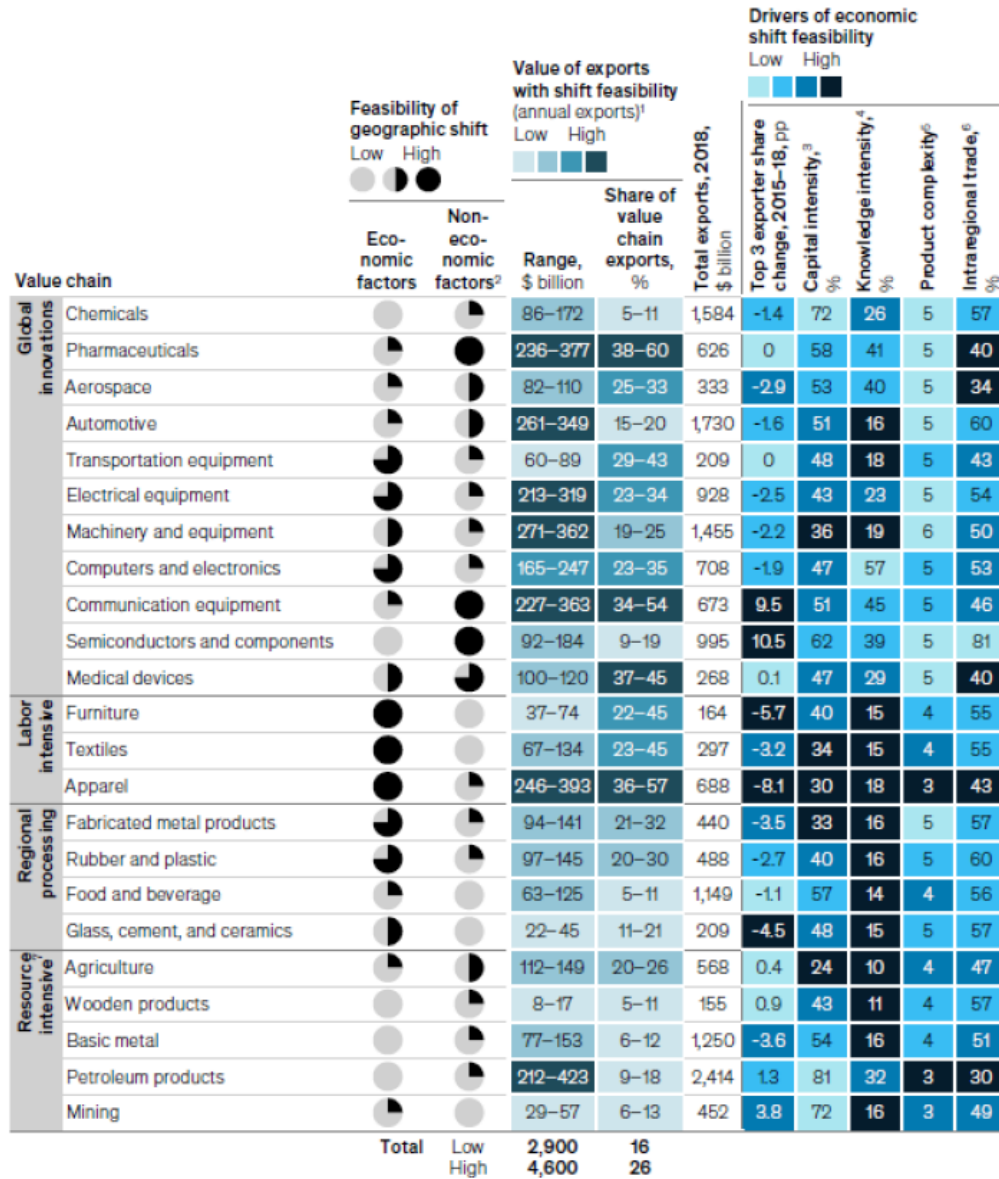 Drivers of economic
shift feasibility
Low High
Value of exports
with shift feasibility
(annual exports)¹
Low High
Feasibility of
geographic shift
Low High
Value chain
Eco-
nomic
factors
Non-
eco-
nomic
factors²
Range,
$ billion
Share of
value
chain
exports,
%
Total exports, 2018,
$ billion
Top 3 exporter share
change, 2015–18, pp
Capital intensity,³
%
Knowledge intensity,⁴
%
Product complexity⁵
Intraregional trade,⁶
%
Global
innovations
Chemicals 86–172 5–11 1,584 -1.4 72 26 5 57
Pharmaceuticals 236–377 38–60 626 0 58 41 5 40
Aerospace 82–110 25–33 333 -2.9 53 40 5 34
Automotive 261–349 15–20 1,730 -1.6 51 16 5 60
Transportation equipment 60–89 29–43 209 0 48 18 5 43
Electrical equipment 213–319 23–34 928 -2.5 43 23 5 54
Machinery and equipment 271–362 19–25 1,455 -2.2 36 19 6 50
Computers and electronics 165–247 23–35 708 -1.9 47 57 5 53
Communication equipment 227–363 34–54 673 9.5 51 45 5 46
Semiconductors and components 92–184 9–19 995 10.5 62 39 5 81
Medical devices 100–120 37–45 268 0.1 47 29 5 40
Labor
intensive
Furniture 37–74 22–45 164 -5.7 40 15 4 55
Textiles 67–134 23–45 297 -3.2 34 15 4 55
Apparel 246–393 36–57 688 -8.1 30 18 3 43
Regional
processing
Fabricated metal products 94–141 21–32 440 -3.5 33 16 5 57
Rubber and plastic 97–145 20–30 488 -2.7 40 16 5 60
Food and beverage 63–125 5–11 1,149 -1.1 57 14 4 56
Glass, cement, and ceramics 22–45 11–21 209 -4.5 48 15 5 57
Resource
intensive⁷
Agriculture 112–149 20–26 568 0.4 24 10 4 47
Wooden products 8–17 5–11 155 0.9 43 11 4 57
Basic metal 77–153 6–12 1,250 -3.6 54 16 4 51
Petroleum products 212–423 9–18 2,414 1.3 81 32 3 30
Mining 29–57 6–13 452 3.8 72 16 3 49
Total Low 2,900 16
High 4,600 26